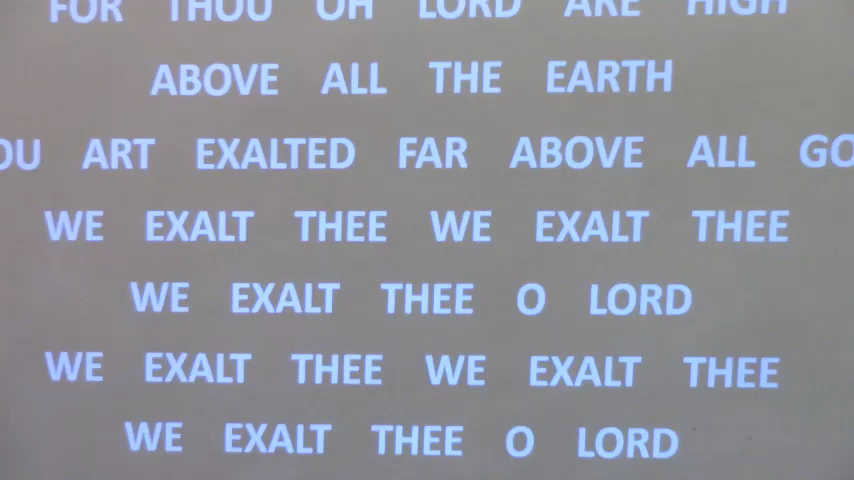 FOR THOU OH LORD ARE HIGH
ABOVE ALL THE EARTH
OU ART EXALTED FAR ABOVE ALL GO
WE EXALT THEE WE EXALT THEE
WE EXALT THEE O LORD
WE EXALT THEE WE EXALT THEE
WE EXALT THEE O LORD